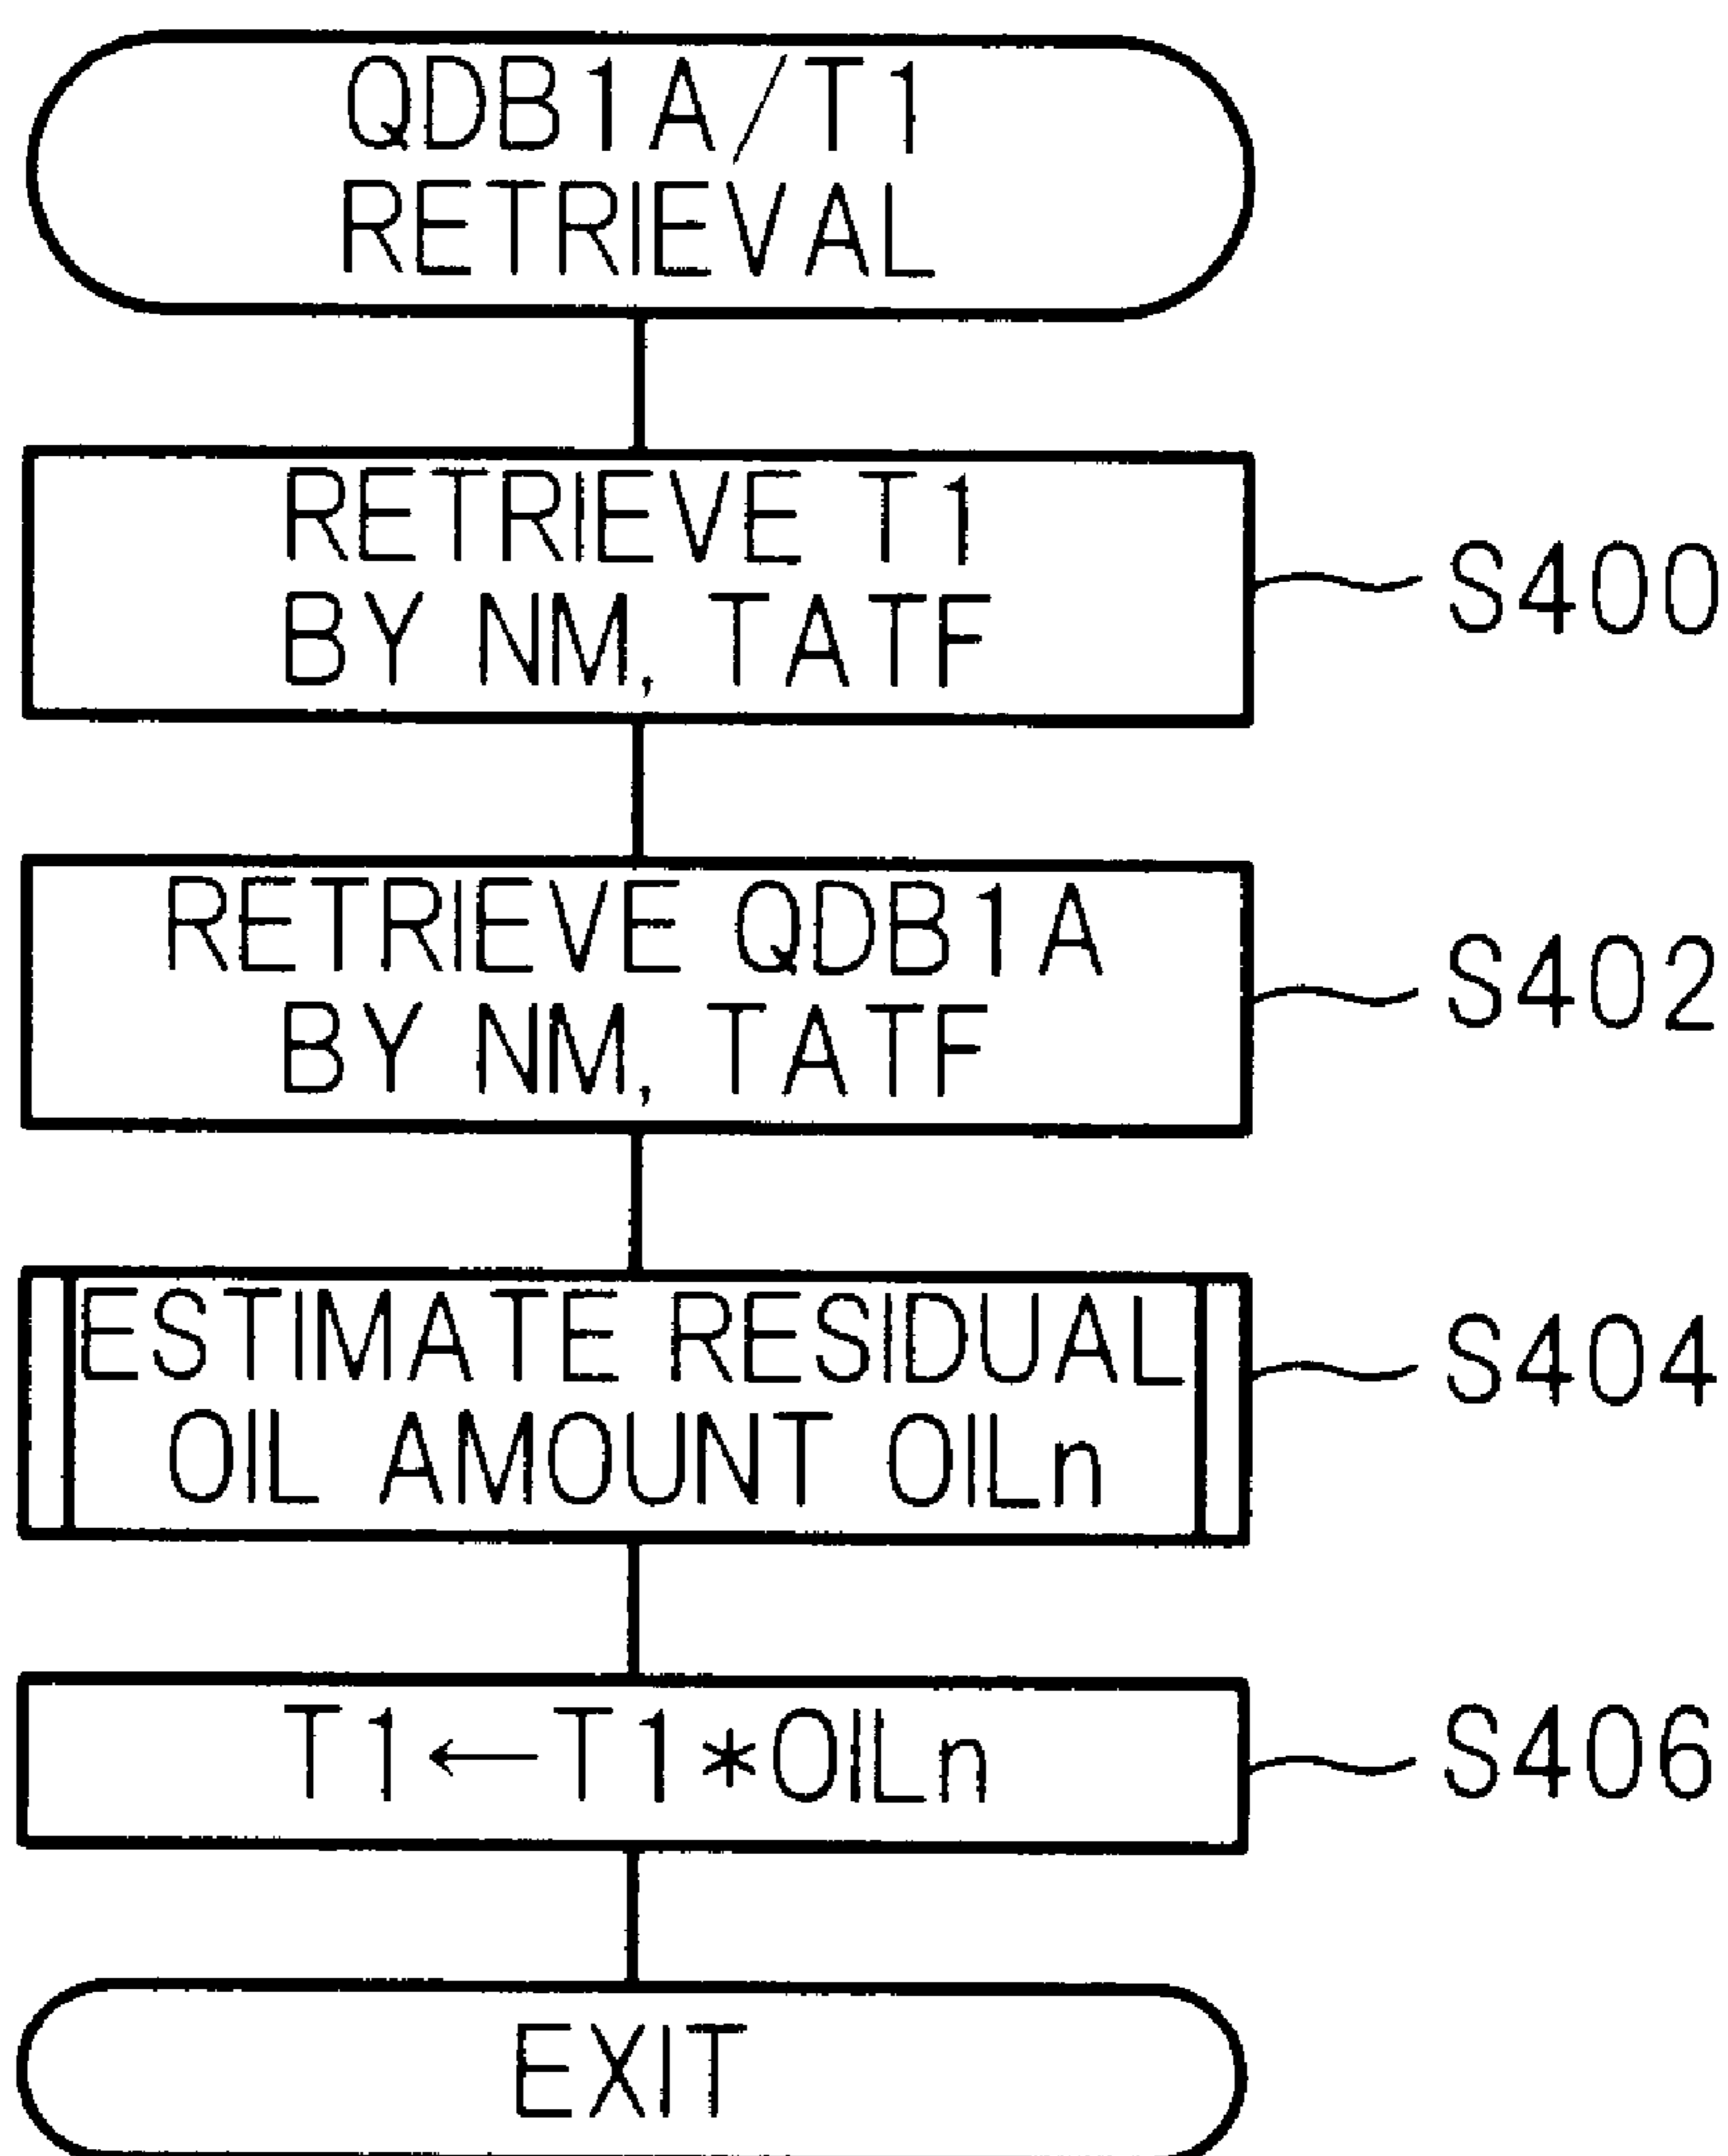 QDB1A/T1
RETRIEVAL
RETRIEVE T1
BY NM, TATF
S400
RETRIEVE QDB1A
BY NM, TATF
S402
ESTIMATE RESIDUAL
OIL AMOUNT OILn
S404
T1←T1*OILn
S406
EXIT